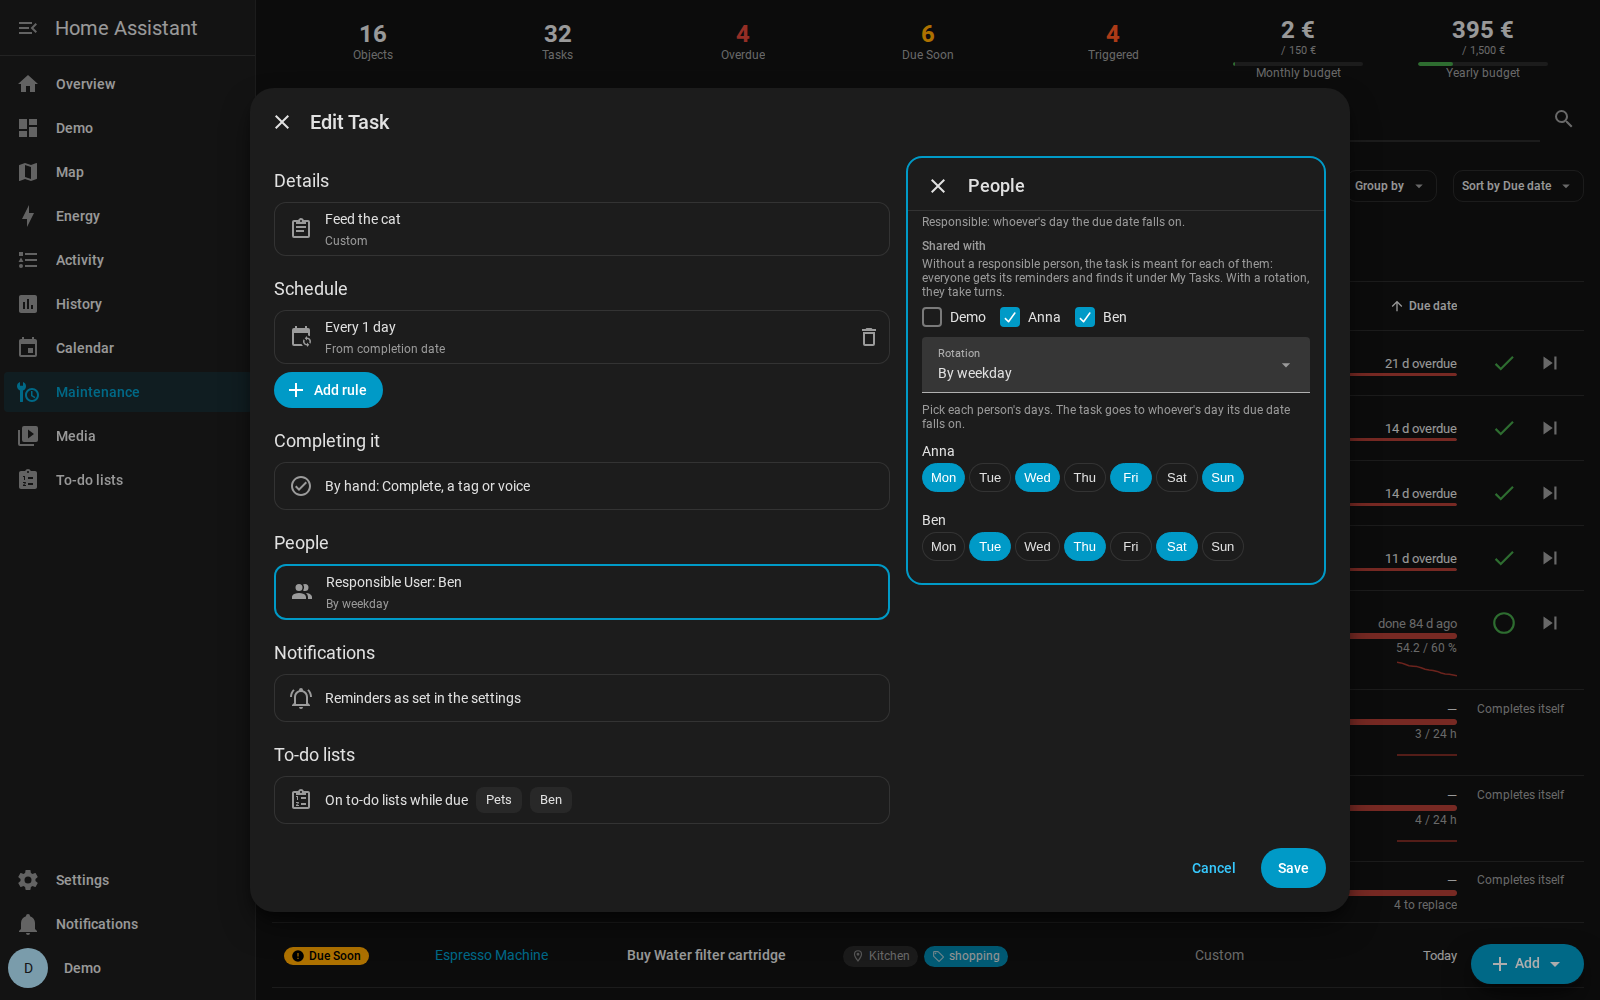 Home Assistant
Overview
Demo
Map
Energy
Activity
History
Calendar
Maintenance
Media
To-do lists
Settings
Notifications
D
Demo
16
Objects
32
Tasks
4
Overdue
6
Due Soon
4
Triggered
2 €
/ 150 €
Monthly budget
395 €
/ 1,500 €
Yearly budget
Group by
Sort by Due date
Due date
21 d overdue
14 d overdue
14 d overdue
11 d overdue
done 84 d ago
54.2 / 60 %
—
Completes itself
3 / 24 h
—
Completes itself
4 / 24 h
—
Completes itself
4 to replace
Due Soon
Espresso Machine
Buy Water filter cartridge
Kitchen
shopping
Custom
Today
Add
Edit Task
Details
Feed the cat
Custom
Schedule
Every 1 day
From completion date
Add rule
Completing it
By hand: Complete, a tag or voice
People
Responsible User: Ben
By weekday
Notifications
Reminders as set in the settings
To-do lists
On to-do lists while due
Pets
Ben
People
Responsible: whoever's day the due date falls on.
Shared with
Without a responsible person, the task is meant for each of them:
everyone gets its reminders and finds it under My Tasks. With a rotation,
they take turns.
Demo
Anna
Ben
Rotation
By weekday
Pick each person's days. The task goes to whoever's day its due date
falls on.
Anna
Mon Tue Wed Thu Fri Sat Sun
Ben
Mon Tue Wed Thu Fri Sat Sun
Cancel
Save